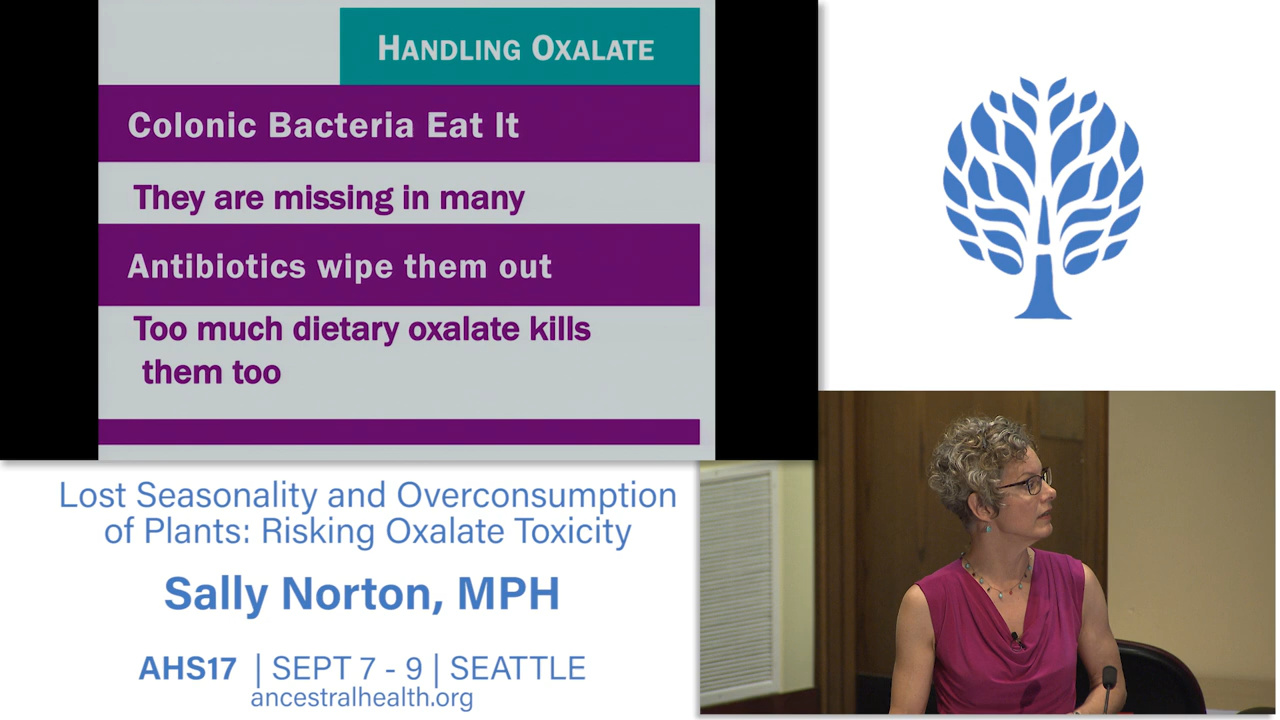 HANDLING OXALATE
Colonic Bacteria Eat It
They are missing in many
Antibiotics wipe them out
Too much dietary oxalate kills
them too
Lost Seasonality and Overconsumption
of Plants: Risking Oxalate Toxicity
Sally Norton, MPH
AHS17 | SEPT 7 - 9 | SEATTLE
ancestralhealth.org